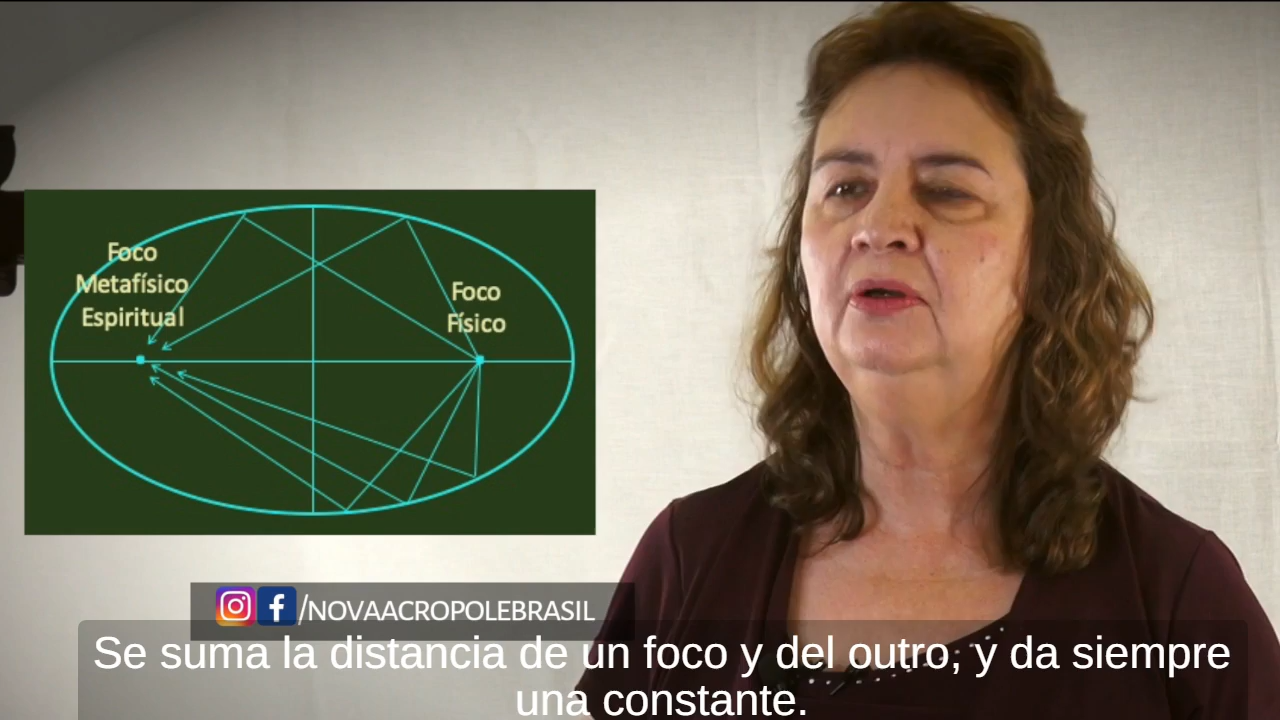 Foco
Metafísico
Espiritual
Foco
Físico
/NOVAACROPOLEBRASIL
Se suma la distancia de un foco y del outro, y da siempre
una constante.